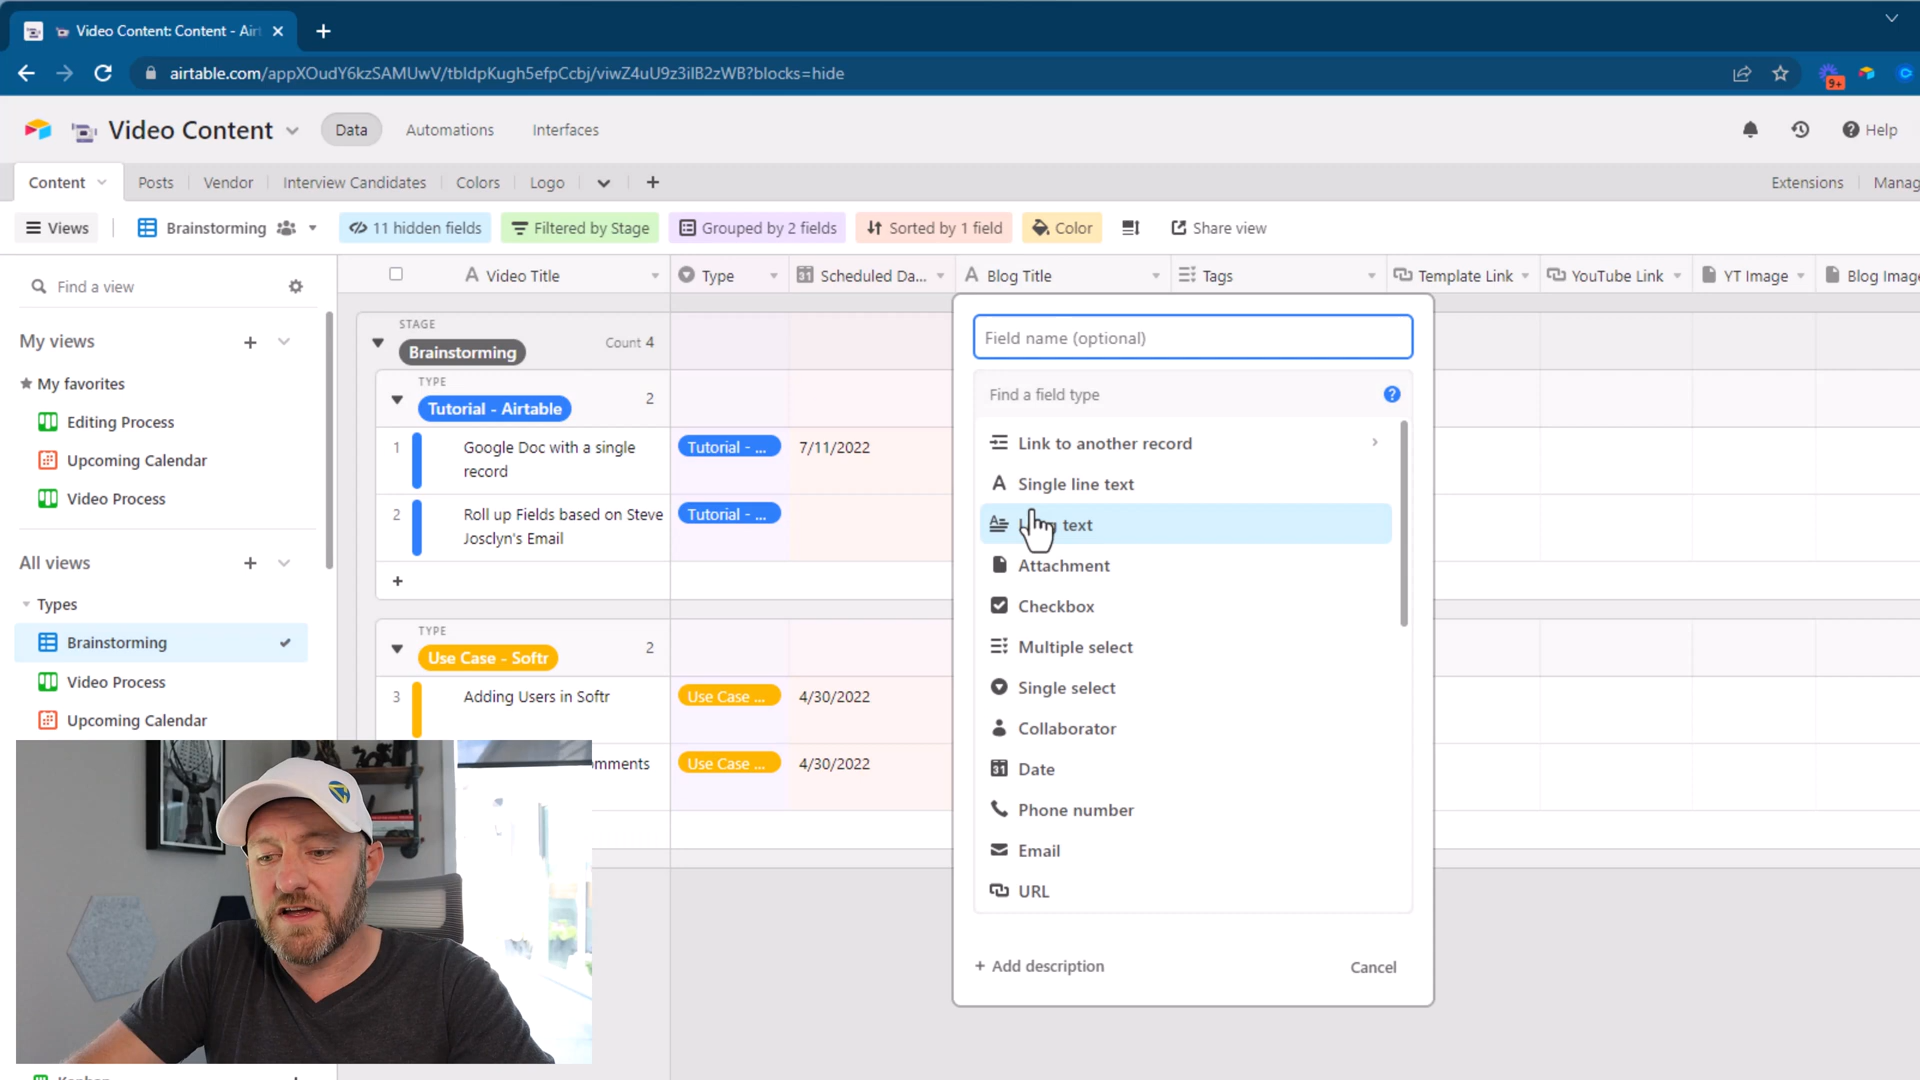 Video Content: Content - Air
airtable.com/appXOudY6kzSAMUwV/tbldpKugh5efpCcbj/viwZ4uU9z3iIB2zWB?blocks=hide
9+
Video Content
Data
Automations
Interfaces
Help
Content
Posts
Vendor
Interview Candidates
Colors
Logo
Extensions
Manag
Views
Brainstorming
11 hidden fields
Filtered by Stage
Grouped by 2 fields
Sorted by 1 field
Color
Share view
Find a view
Video Title
Type
Scheduled Da...
Blog Title
Tags
Template Link
YouTube Link
YT Image
Blog Image
My views
My favorites
Editing Process
Upcoming Calendar
Video Process
All views
Types
Brainstorming
Video Process
Upcoming Calendar
STAGE
Brainstorming
Count 4
TYPE
Tutorial - Airtable
2
1
Google Doc with a single
record
Tutorial - ...
7/11/2022
2
Roll up Fields based on Steve
Josclyn's Email
Tutorial - ...
+
TYPE
Use Case - Softr
2
3
Adding Users in Softr
Use Case ...
4/30/2022
mments
Use Case ...
4/30/2022
Field name (optional)
Find a field type
?
Link to another record
Single line text
text
Attachment
Checkbox
Multiple select
Single select
Collaborator
Date
Phone number
Email
URL
+ Add description
Cancel